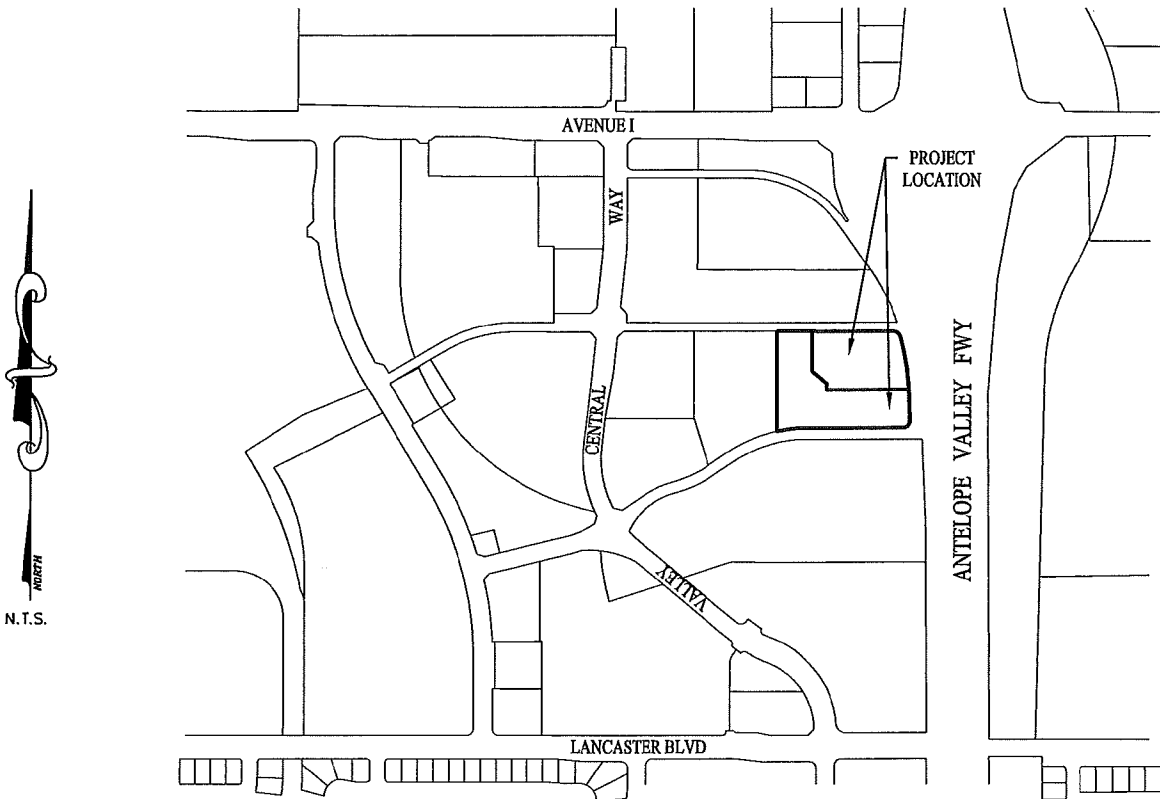 AVENUE I
PROJECT
LOCATION
WAY
CENTRAL
VALLEY
ANTELOPE VALLEY FWY
LANCASTER BLVD
NORTH
N.T.S.